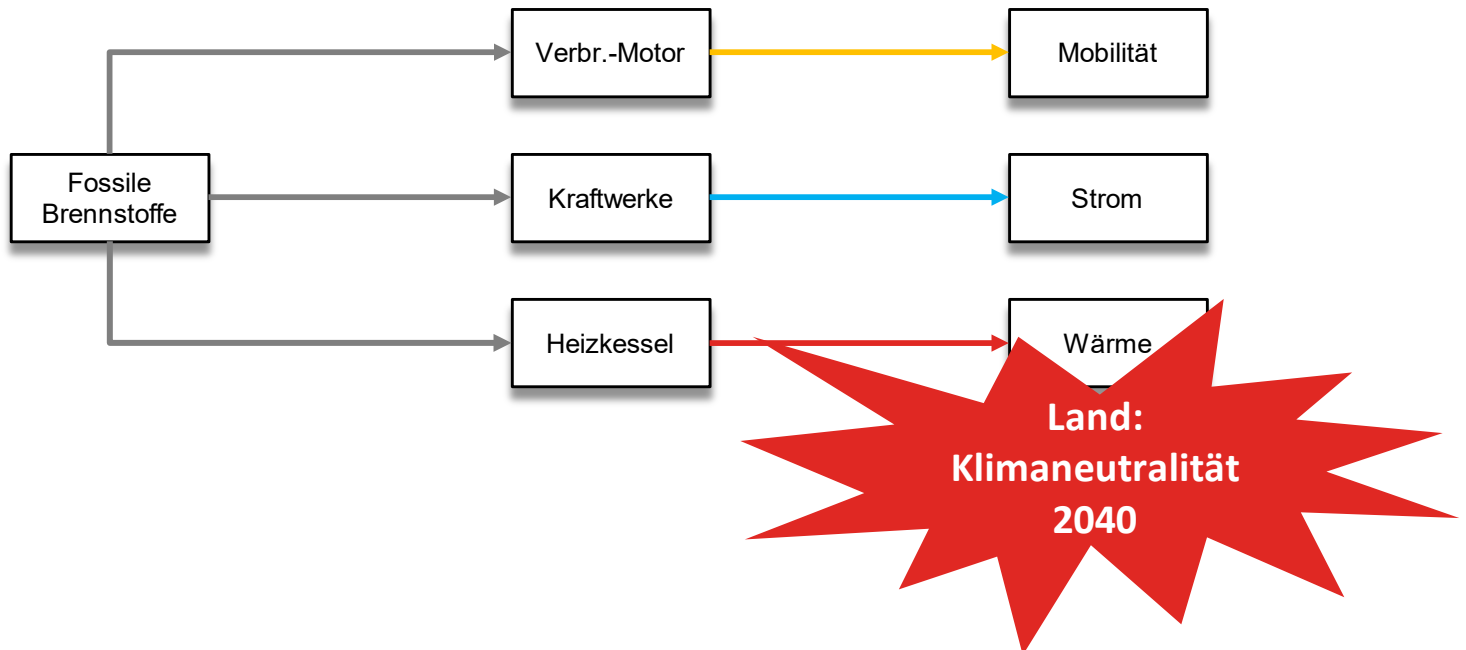 Verbr.-Motor
Mobilität
Fossile
Brennstoffe
Kraftwerke
Strom
Heizkessel
Wärme
Land:
Klimaneutralität
2040